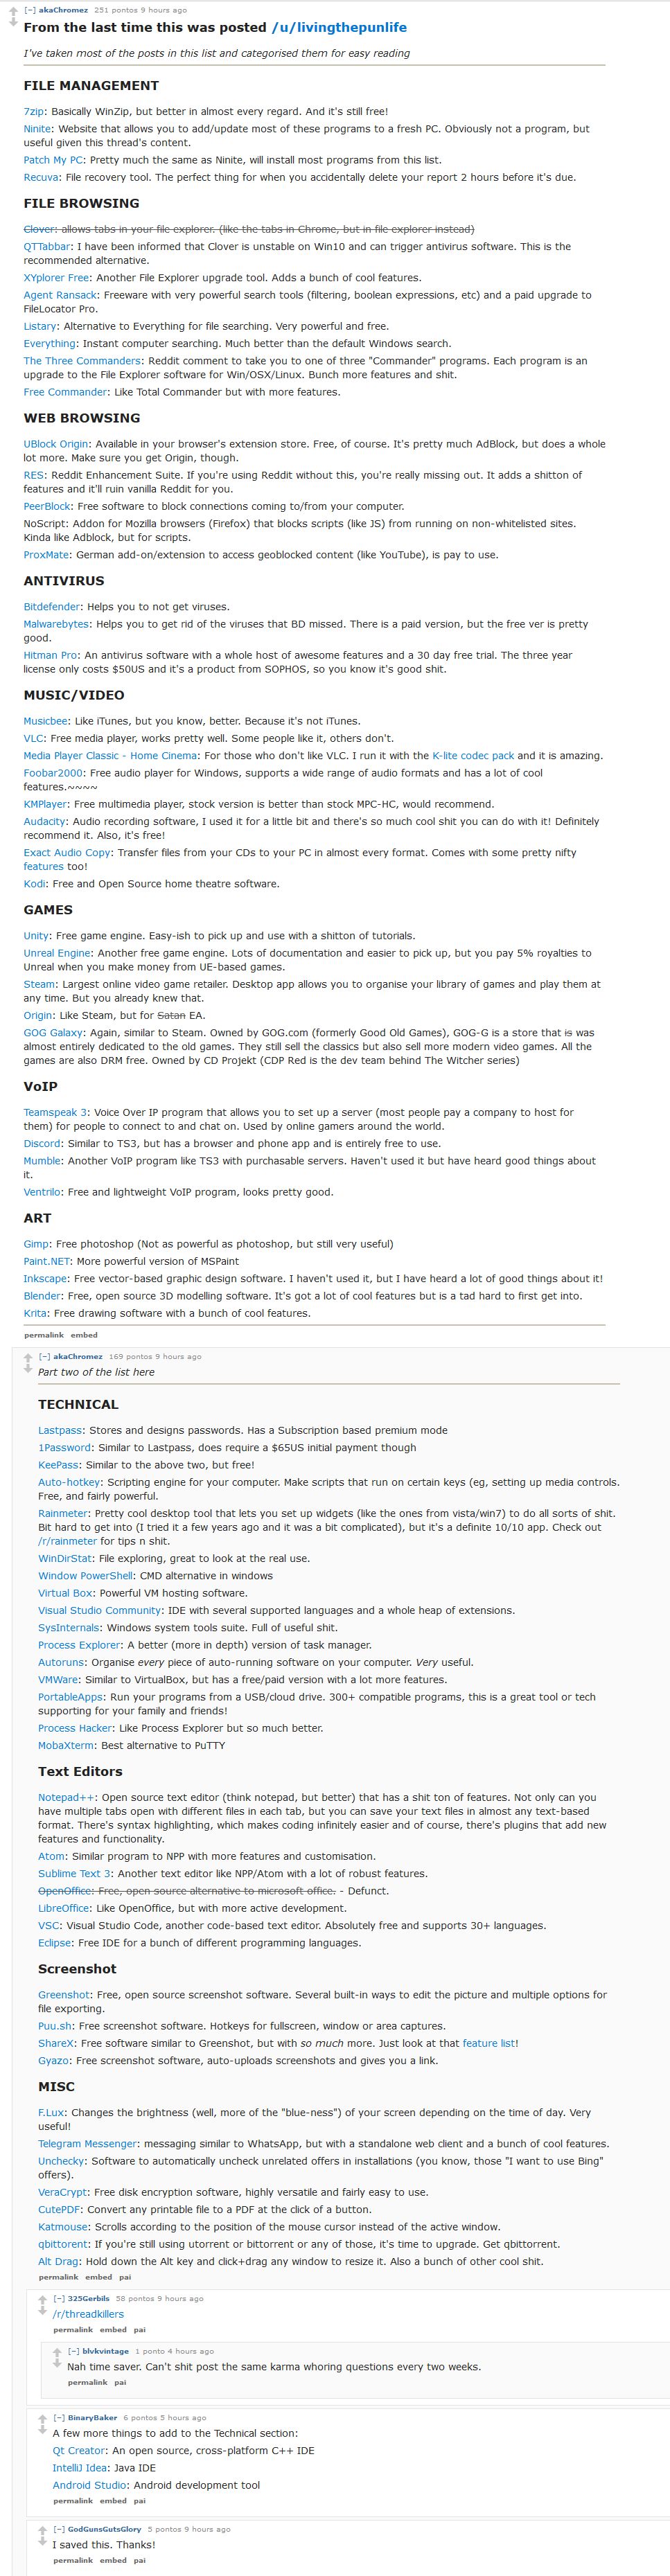 [–] akaChromez 251 pontos 9 hours ago
From the last time this was posted /u/livingthepunlife
I've taken most of the posts in this list and categorised them for easy reading
FILE MANAGEMENT
7zip: Basically WinZip, but better in almost every regard. And it's still free!
Ninite: Website that allows you to add/update most of these programs to a fresh PC. Obviously not a program, but
useful given this thread's content.
Patch My PC: Pretty much the same as Ninite, will install most programs from this list.
Recuva: File recovery tool. The perfect thing for when you accidentally delete your report 2 hours before it's due.
FILE BROWSING
Clover: allows tabs in your file explorer. (like the tabs in Chrome, but in file explorer instead)
QTTabbar: I have been informed that Clover is unstable on Win10 and can trigger antivirus software. This is the
recommended alternative.
XYplorer Free: Another File Explorer upgrade tool. Adds a bunch of cool features.
Agent Ransack: Freeware with very powerful search tools (filtering, boolean expressions, etc) and a paid upgrade to
FileLocator Pro.
Listary: Alternative to Everything for file searching. Very powerful and free.
Everything: Instant computer searching. Much better than the default Windows search.
The Three Commanders: Reddit comment to take you to one of three "Commander" programs. Each program is an
upgrade to the File Explorer software for Win/OSX/Linux. Bunch more features and shit.
Free Commander: Like Total Commander but with more features.
WEB BROWSING
UBlock Origin: Available in your browser's extension store. Free, of course. It's pretty much AdBlock, but does a whole
lot more. Make sure you get Origin, though.
RES: Reddit Enhancement Suite. If you're using Reddit without this, you're really missing out. It adds a shitton of
features and it'll ruin vanilla Reddit for you.
PeerBlock: Free software to block connections coming to/from your computer.
NoScript: Addon for Mozilla browsers (Firefox) that blocks scripts (like JS) from running on non-whitelisted sites.
Kinda like Adblock, but for scripts.
ProxMate: German add-on/extension to access geoblocked content (like YouTube), is pay to use.
ANTIVIRUS
Bitdefender: Helps you to not get viruses.
Malwarebytes: Helps you to get rid of the viruses that BD missed. There is a paid version, but the free ver is pretty
good.
Hitman Pro: An antivirus software with a whole host of awesome features and a 30 day free trial. The three year
license only costs $50US and it's a product from SOPHOS, so you know it's good shit.
MUSIC/VIDEO
Musicbee: Like iTunes, but you know, better. Because it's not iTunes.
VLC: Free media player, works pretty well. Some people like it, others don't.
Media Player Classic - Home Cinema: For those who don't like VLC. I run it with the K-lite codec pack and it is amazing.
Foobar2000: Free audio player for Windows, supports a wide range of audio formats and has a lot of cool
features.~~~~
KMPlayer: Free multimedia player, stock version is better than stock MPC-HC, would recommend.
Audacity: Audio recording software, I used it for a little bit and there's so much cool shit you can do with it! Definitely
recommend it. Also, it's free!
Exact Audio Copy: Transfer files from your CDs to your PC in almost every format. Comes with some pretty nifty
features too!
Kodi: Free and Open Source home theatre software.
GAMES
Unity: Free game engine. Easy-ish to pick up and use with a shitton of tutorials.
Unreal Engine: Another free game engine. Lots of documentation and easier to pick up, but you pay 5% royalties to
Unreal when you make money from UE-based games.
Steam: Largest online video game retailer. Desktop app allows you to organise your library of games and play them at
any time. But you already knew that.
Origin: Like Steam, but for Satan EA.
GOG Galaxy: Again, similar to Steam. Owned by GOG.com (formerly Good Old Games), GOG-G is a store that is was
almost entirely dedicated to the old games. They still sell the classics but also sell more modern video games. All the
games are also DRM free. Owned by CD Projekt (CDP Red is the dev team behind The Witcher series)
VoIP
Teamspeak 3: Voice Over IP program that allows you to set up a server (most people pay a company to host for
them) for people to connect to and chat on. Used by online gamers around the world.
Discord: Similar to TS3, but has a browser and phone app and is entirely free to use.
Mumble: Another VoIP program like TS3 with purchasable servers. Haven't used it but have heard good things about
it.
Ventrilo: Free and lightweight VoIP program, looks pretty good.
ART
Gimp: Free photoshop (Not as powerful as photoshop, but still very useful)
Paint.NET: More powerful version of MSPaint
Inkscape: Free vector-based graphic design software. I haven't used it, but I have heard a lot of good things about it!
Blender: Free, open source 3D modelling software. It's got a lot of cool features but is a tad hard to first get into.
Krita: Free drawing software with a bunch of cool features.
permalink embed
[–] akaChromez 169 pontos 9 hours ago
Part two of the list here
TECHNICAL
Lastpass: Stores and designs passwords. Has a Subscription based premium mode
1Password: Similar to Lastpass, does require a $65US initial payment though
KeePass: Similar to the above two, but free!
Auto-hotkey: Scripting engine for your computer. Make scripts that run on certain keys (eg, setting up media controls.
Free, and fairly powerful.
Rainmeter: Pretty cool desktop tool that lets you set up widgets (like the ones from vista/win7) to do all sorts of shit.
Bit hard to get into (I tried it a few years ago and it was a bit complicated), but it's a definite 10/10 app. Check out
/r/rainmeter for tips n shit.
WinDirStat: File exploring, great to look at the real use.
Window PowerShell: CMD alternative in windows
Virtual Box: Powerful VM hosting software.
Visual Studio Community: IDE with several supported languages and a whole heap of extensions.
SysInternals: Windows system tools suite. Full of useful shit.
Process Explorer: A better (more in depth) version of task manager.
Autoruns: Organise every piece of auto-running software on your computer. Very useful.
VMWare: Similar to VirtualBox, but has a free/paid version with a lot more features.
PortableApps: Run your programs from a USB/cloud drive. 300+ compatible programs, this is a great tool or tech
supporting for your family and friends!
Process Hacker: Like Process Explorer but so much better.
MobaXterm: Best alternative to PuTTY
Text Editors
Notepad++: Open source text editor (think notepad, but better) that has a shit ton of features. Not only can you
have multiple tabs open with different files in each tab, but you can save your text files in almost any text-based
format. There's syntax highlighting, which makes coding infinitely easier and of course, there's plugins that add new
features and functionality.
Atom: Similar program to NPP with more features and customisation.
Sublime Text 3: Another text editor like NPP/Atom with a lot of robust features.
OpenOffice: Free, open source alternative to microsoft office. - Defunct.
LibreOffice: Like OpenOffice, but with more active development.
VSC: Visual Studio Code, another code-based text editor. Absolutely free and supports 30+ languages.
Eclipse: Free IDE for a bunch of different programming languages.
Screenshot
Greenshot: Free, open source screenshot software. Several built-in ways to edit the picture and multiple options for
file exporting.
Puu.sh: Free screenshot software. Hotkeys for fullscreen, window or area captures.
ShareX: Free software similar to Greenshot, but with so much more. Just look at that feature list!
Gyazo: Free screenshot software, auto-uploads screenshots and gives you a link.
MISC
F.Lux: Changes the brightness (well, more of the "blue-ness") of your screen depending on the time of day. Very
useful!
Telegram Messenger: messaging similar to WhatsApp, but with a standalone web client and a bunch of cool features.
Unchecky: Software to automatically uncheck unrelated offers in installations (you know, those "I want to use Bing"
offers).
VeraCrypt: Free disk encryption software, highly versatile and fairly easy to use.
CutePDF: Convert any printable file to a PDF at the click of a button.
Katmouse: Scrolls according to the position of the mouse cursor instead of the active window.
qbittorent: If you're still using utorrent or bittorrent or any of those, it's time to upgrade. Get qbittorrent.
Alt Drag: Hold down the Alt key and click+drag any window to resize it. Also a bunch of other cool shit.
permalink embed pai
[–] 325Gerbils 58 pontos 9 hours ago
/r/threadkillers
permalink embed pai
[–] blvkvintage 1 ponto 4 hours ago
Nah time saver. Can't shit post the same karma whoring questions every two weeks.
permalink pai
[–] BinaryBaker 6 pontos 5 hours ago
A few more things to add to the Technical section:
Qt Creator: An open source, cross-platform C++ IDE
IntelliJ Idea: Java IDE
Android Studio: Android development tool
permalink embed pai
[–] GodGunsGutsGlory 5 pontos 9 hours ago
I saved this. Thanks!
permalink embed pai